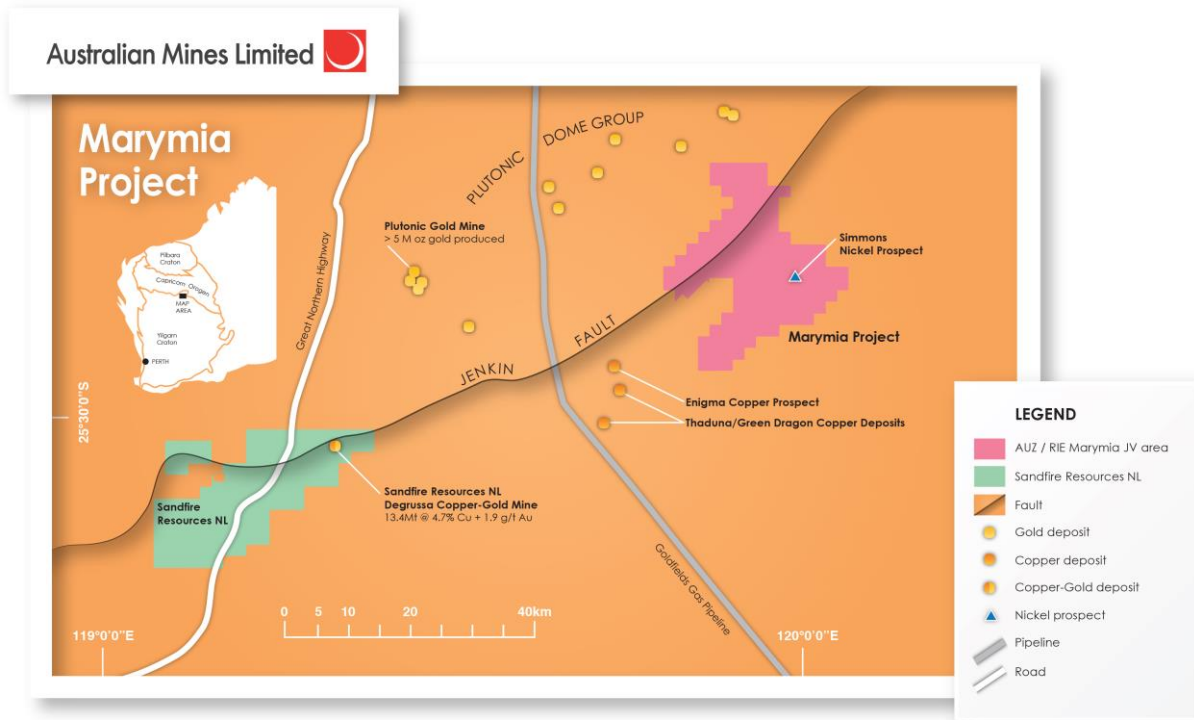 Australian Mines Limited
Marymia
Project
Pilbara
Craton
Capricorn Orogen
MAP
AREA
Yilgarn
Craton
PERTH
Great Northern Highway
PLUTONIC DOME GROUP
Plutonic Gold Mine
> 5 M oz gold produced
Simmons
Nickel Prospect
Marymia Project
JENKIN FAULT
Enigma Copper Prospect
Thaduna/Green Dragon Copper Deposits
25°30'0"S
Sandfire
Resources NL
Sandfire Resources NL
Degrussa Copper-Gold Mine
13.4Mt @ 4.7% Cu + 1.9 g/t Au
Goldfields Gas Pipeline
0 5 10 20 40km
119°0'0"E
120°0'0"E
LEGEND
AUZ / RIE Marymia JV area
Sandfire Resources NL
Fault
Gold deposit
Copper deposit
Copper-Gold deposit
Nickel prospect
Pipeline
Road